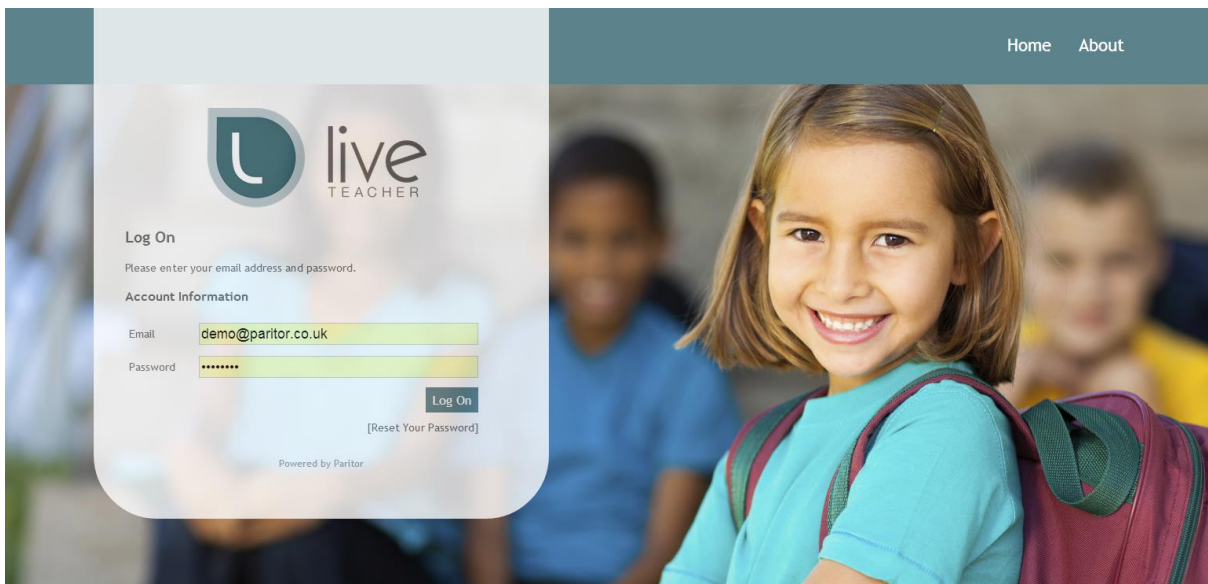 Home About
live
TEACHER
Log On
Please enter your email address and password.
Account Information
Email demo@paritor.co.uk
Password ••••••••
Log On
[Reset Your Password]
Powered by Paritor